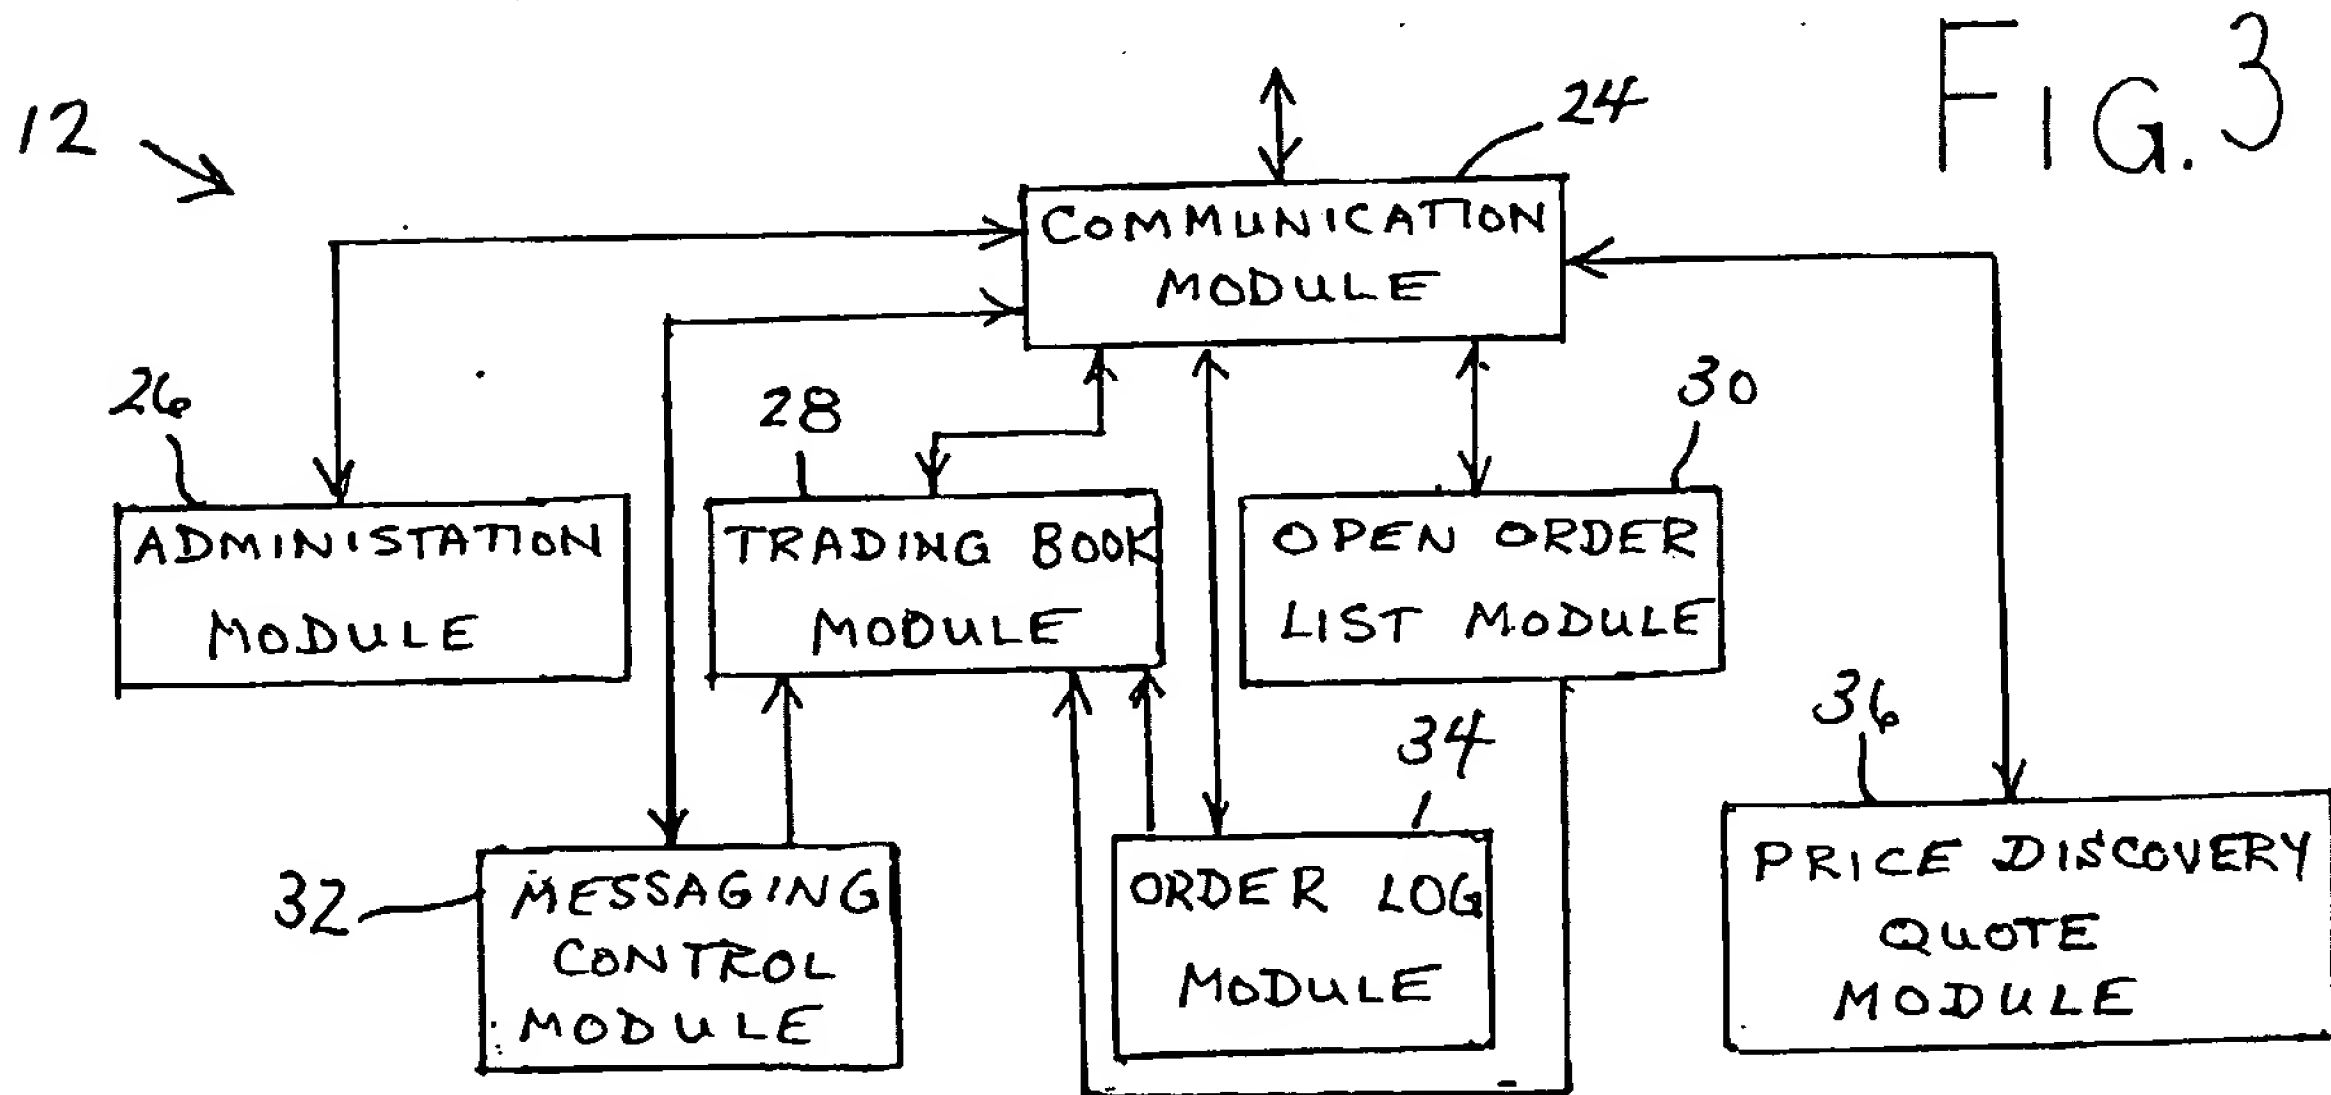 FIG. 3
12
24
COMMUNICATION
MODULE
26
28
30
ADMINISTATION
MODULE
TRADING BOOK
MODULE
OPEN ORDER
LIST MODULE
32
34
36
MESSAGING
CONTROL
MODULE
ORDER LOG
MODULE
PRICE DISCOVERY
QUOTE
MODULE